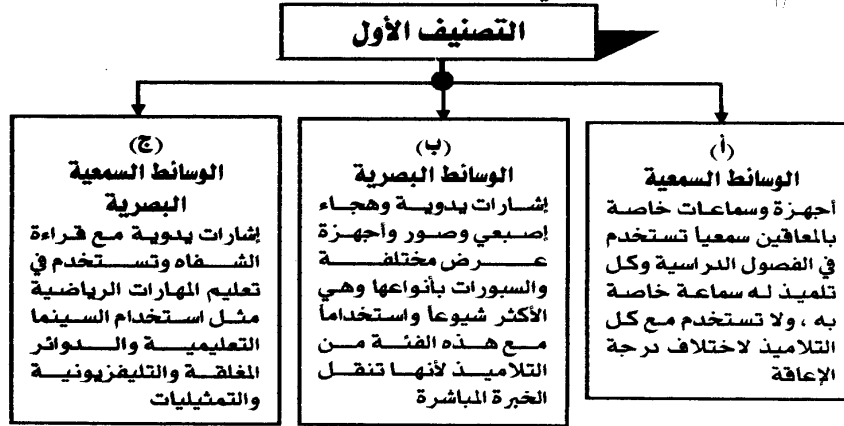 التصنيف الأول
(أ)
الوسائط السمعية
أجهزة وسماعات خاصة
بالمعاقين سمعياً تستخدم
في الفصول الدراسية وكل
تلميذ له سماعة خاصة
به ، ولا تستخدم مع كل
التلاميذ لاختلاف درجة
الإعاقة
(ب)
الوسائط البصرية
إشارات يدوية وهجاء
إصبعي وصور وأجهزة
عرض مختلفة
والسبورات بأنواعها وهي
الأكثر شيوعاً واستخداماً
مع هذه الفئة من
التلاميذ لأنها تنقل
الخبرة المباشرة
(ج)
الوسائط السمعية
البصرية
إشارات يدوية مع قراءة
الشفاه وتستخدم في
تعليم المهارات الرياضية
مثل استخدام السينما
التعليمية والدوائر
المغلقة والتليفزيونية
والتمثيليات